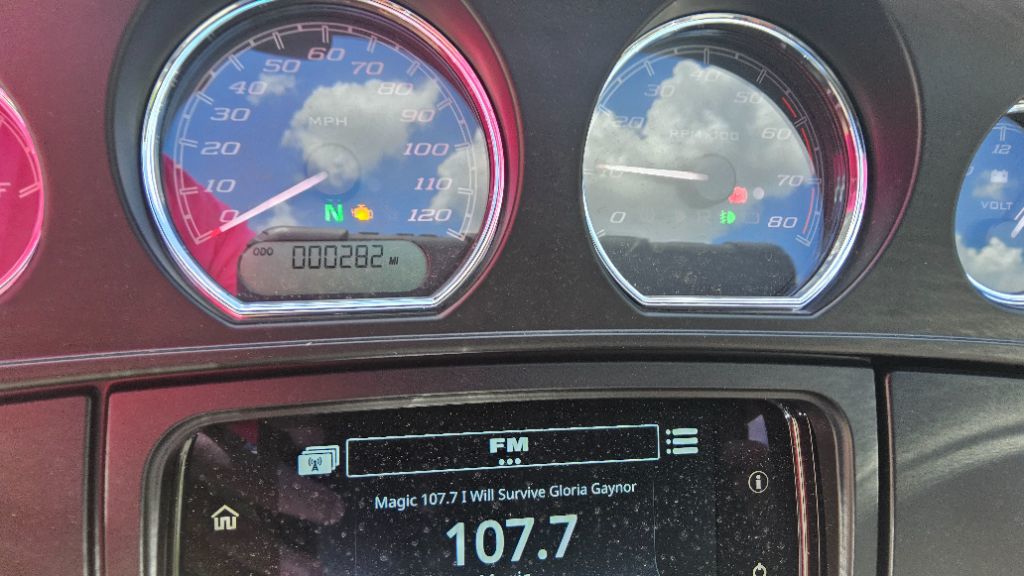 60
50 70
40 80
MPH
30 90
20 100
10 110
0 N 120
ODO 000282 MI
40
30 50
20 RPM X100 60
10 70
0 R 80
12
VOLT
F
FM
Magic 107.7 I Will Survive Gloria Gaynor
107.7